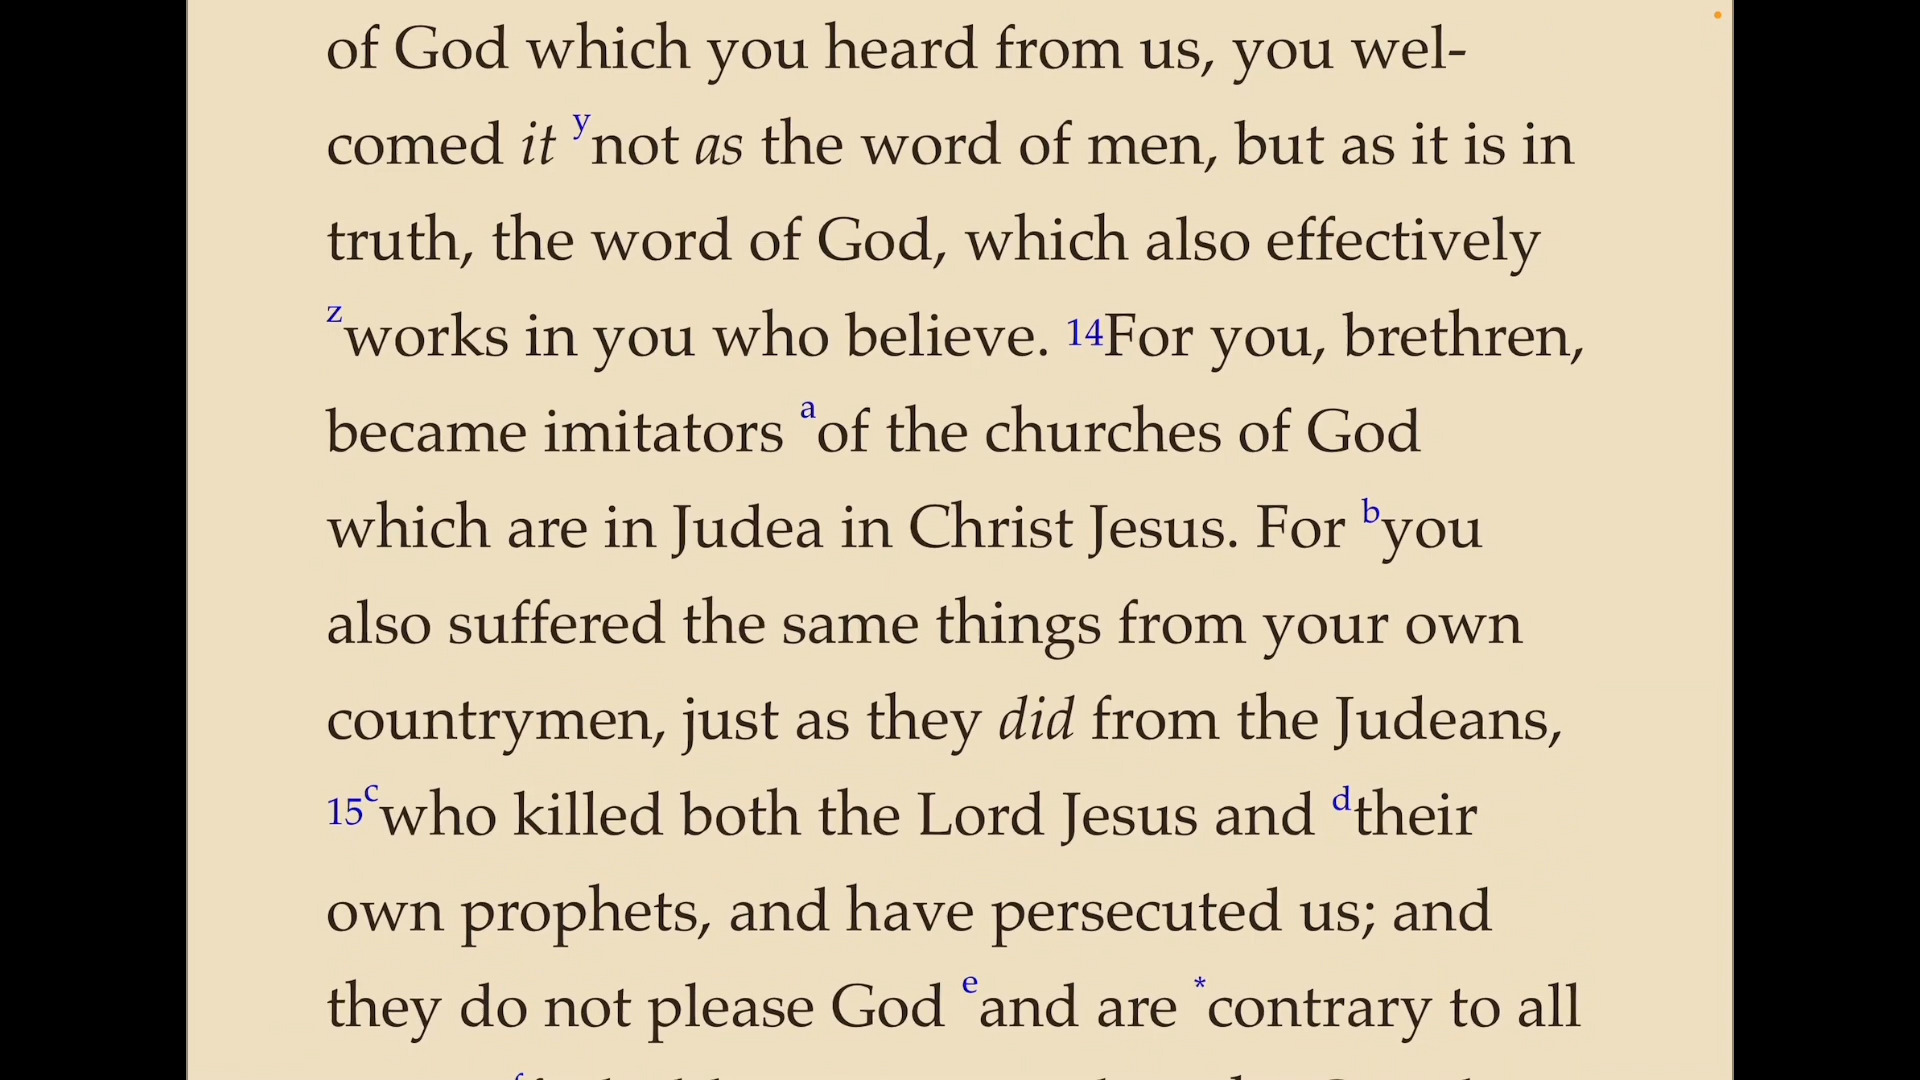 of God which you heard from us, you wel-
comed it ynot as the word of men, but as it is in
truth, the word of God, which also effectively
zworks in you who believe. 14For you, brethren,
became imitators aof the churches of God
which are in Judea in Christ Jesus. For byou
also suffered the same things from your own
countrymen, just as they did from the Judeans,
15cwho killed both the Lord Jesus and dtheir
own prophets, and have persecuted us; and
they do not please God eand are *contrary to all